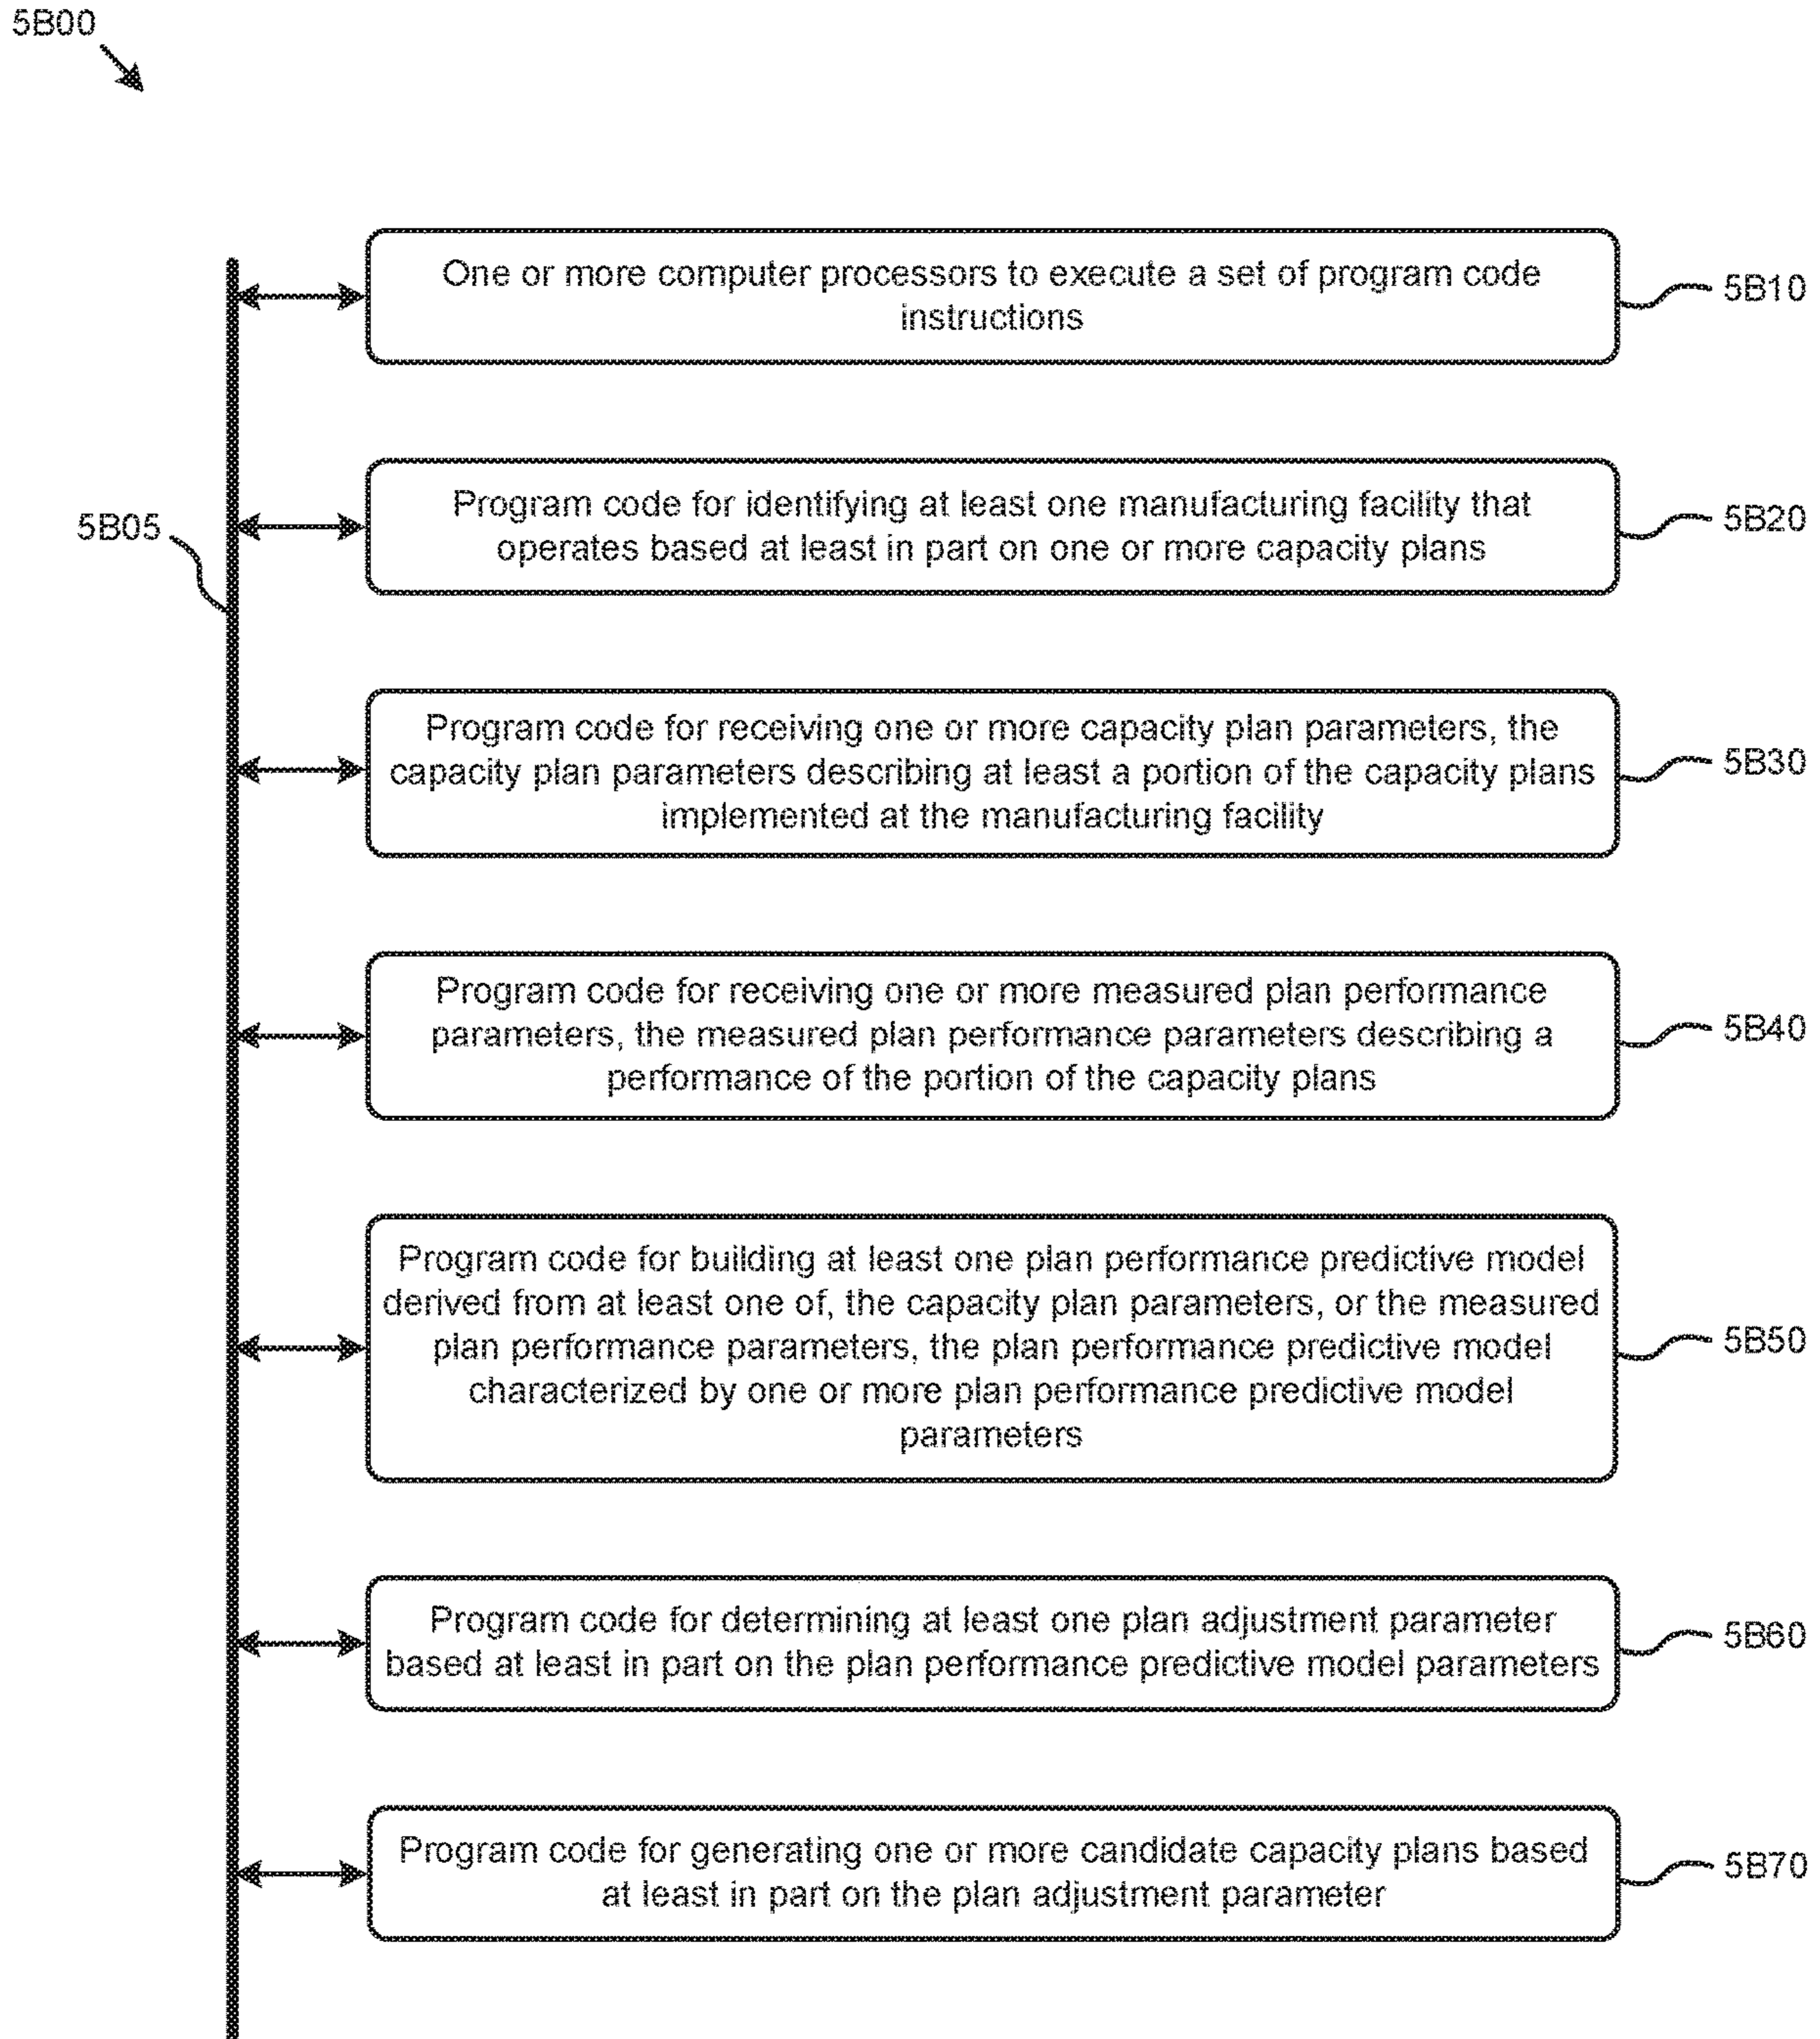 5B00
One or more computer processors to execute a set of program code
instructions
5B10
Program code for identifying at least one manufacturing facility that
operates based at least in part on one or more capacity plans
5B20
5B05
Program code for receiving one or more capacity plan parameters, the
capacity plan parameters describing at least a portion of the capacity plans
implemented at the manufacturing facility
5B30
Program code for receiving one or more measured plan performance
parameters, the measured plan performance parameters describing a
performance of the portion of the capacity plans
5B40
Program code for building at least one plan performance predictive model
derived from at least one of, the capacity plan parameters, or the measured
plan performance parameters, the plan performance predictive model
characterized by one or more plan performance predictive model
parameters
5B50
Program code for determining at least one plan adjustment parameter
based at least in part on the plan performance predictive model parameters
5B60
Program code for generating one or more candidate capacity plans based
at least in part on the plan adjustment parameter
5B70